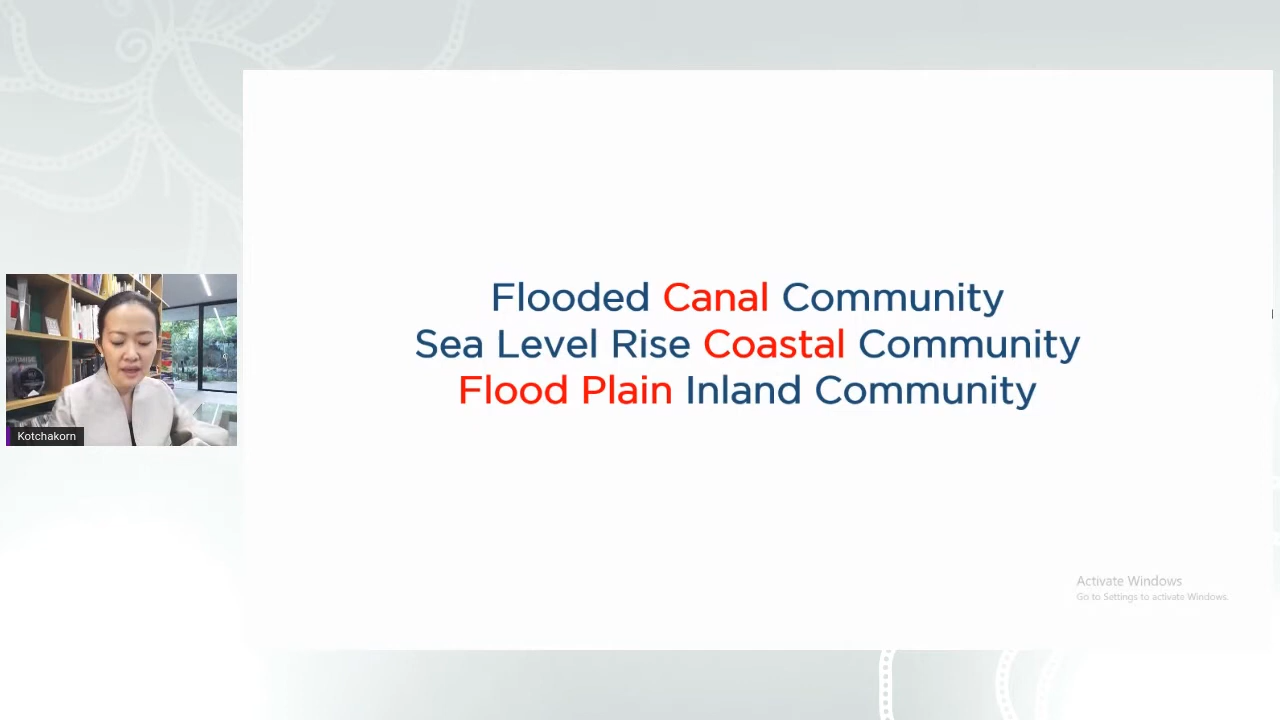 Flooded Canal Community
Sea Level Rise Coastal Community
Flood Plain Inland Community
Kotchakorn
Activate Windows
Go to Settings to activate Windows.